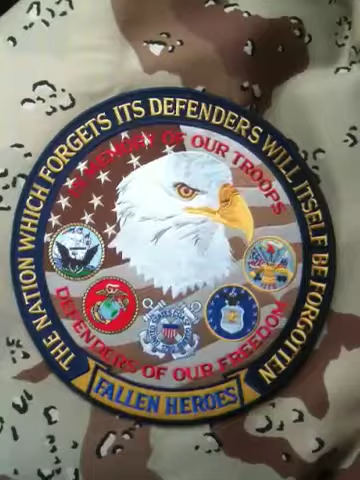 THE NATION WHICH FORGETS ITS DEFENDERS WILL ITSELF BE FORGOTTEN
IN MEMORY OF OUR TROOPS
DEFENDERS OF OUR FREEDOM
FALLEN HEROES